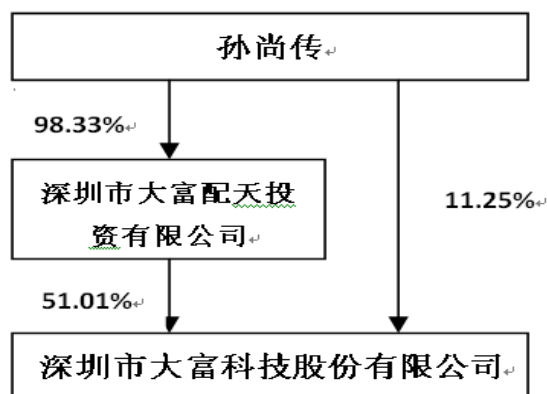 孙尚传
98.33%
深圳市大富配天投
资有限公司
11.25%
51.01%
深圳市大富科技股份有限公司